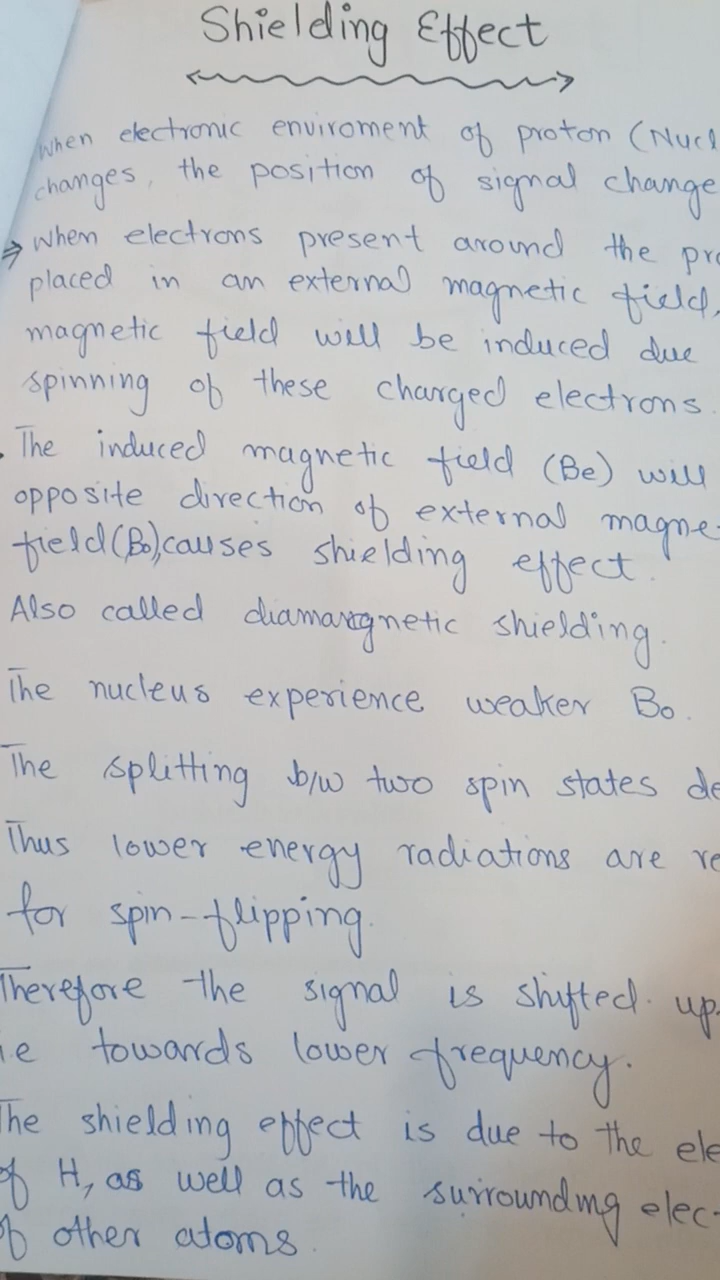 Shielding Effect
When electronic enviroment of proton (Nucl
changes, the position of signal change
⇒ When electrons present around the pro
placed in an external magnetic field,
magnetic field will be induced due
spinning of these charged electrons.
The induced magnetic field (Be) will
opposite direction of external magne
field(B₀),causes shielding effect.
Also called diamagnetic shielding.
The nucleus experience weaker B₀.
The splitting b/w two spin states de
Thus lower energy radiations are re
for spin-flipping.
Therefore the signal is shifted up
i.e towards lower frequency.
The shielding effect is due to the ele
of H, as well as the surrounding elec-
of other atoms.